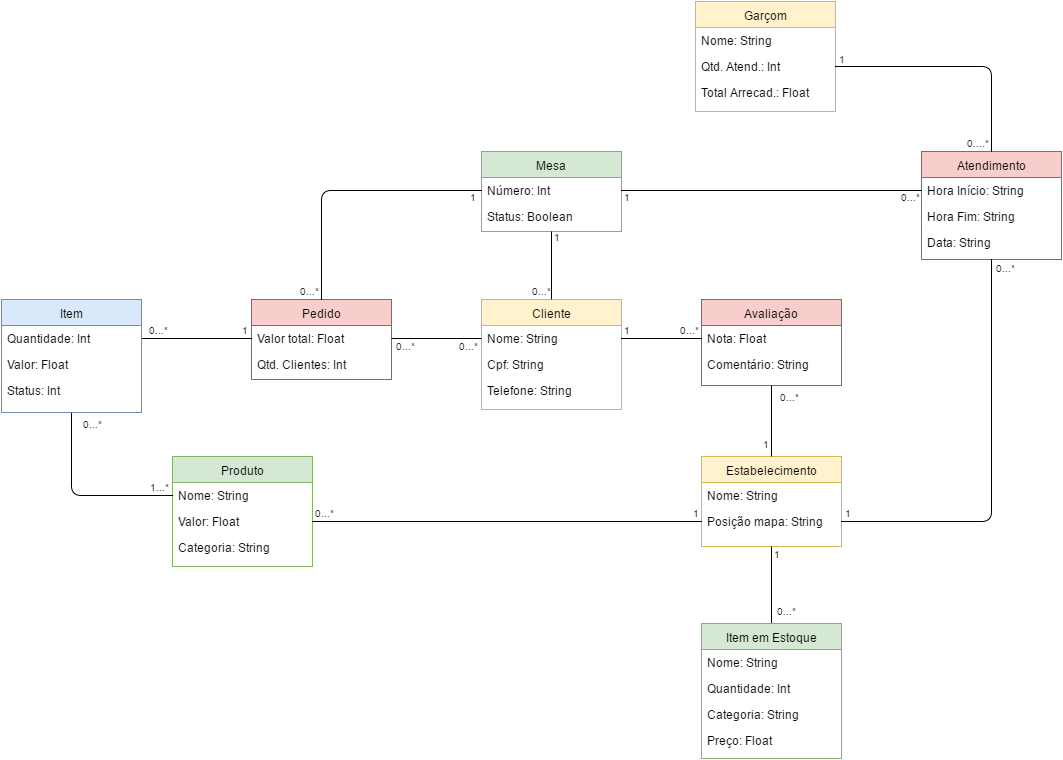 Garçom
Nome: String
Qtd. Atend.: Int
Total Arrecad.: Float
1
0....*
Mesa
Número: Int
Status: Boolean
1
1
1
0...*
Atendimento
Hora Início: String
Hora Fim: String
Data: String
0...*
0...*
0...*
Item
Quantidade: Int
Valor: Float
Status: Int
0...*
1
Pedido
Valor total: Float
Qtd. Clientes: Int
0...*
0...*
Cliente
Nome: String
Cpf: String
Telefone: String
1
0...*
Avaliação
Nota: Float
Comentário: String
0...*
0...*
1
1...*
Produto
Nome: String
Valor: Float
Categoria: String
0...*
1
Estabelecimento
Nome: String
Posição mapa: String
1
1
0...*
Item em Estoque
Nome: String
Quantidade: Int
Categoria: String
Preço: Float